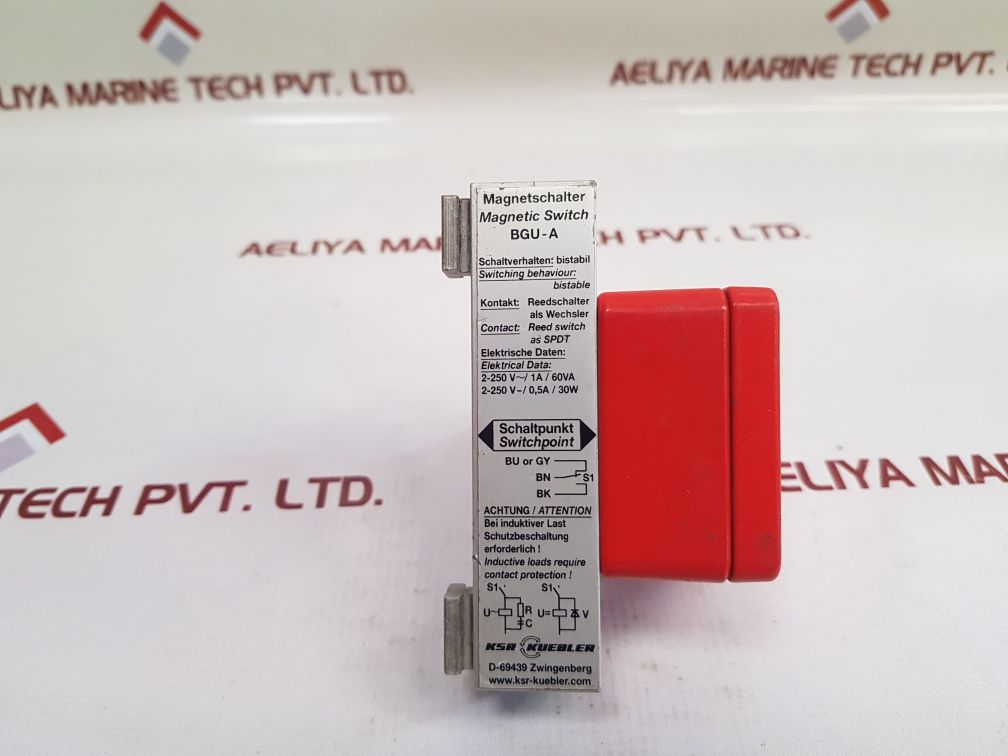 LIYA MARINE TECH PVT. LTD.
AELIYA MARINE TECH PVT.
AELIYA MA
TECH PVT. LTD.
TECH PVT. LTD.
AELIYA MARINE
Magnetschalter
Magnetic Switch
BGU-A
Schaltverhalten: bistabil
Switching behaviour:
bistable
Kontakt: Reedschalter
als Wechsler
Contact: Reed switch
as SPDT
Elektrische Daten:
Elektrical Data:
2-250 V~/ 1A / 60VA
2-250 V-/ 0,5A / 30W
Schaltpunkt
Switchpoint
BU or GY
BN S1
BK
ACHTUNG / ATTENTION
Bei induktiver Last
Schutzbeschaltung
erforderlich !
Inductive loads require
contact protection !
S1 S1
U~ R U= V
C
KSR KUEBLER
D-69439 Zwingenberg
www.ksr-kuebler.com